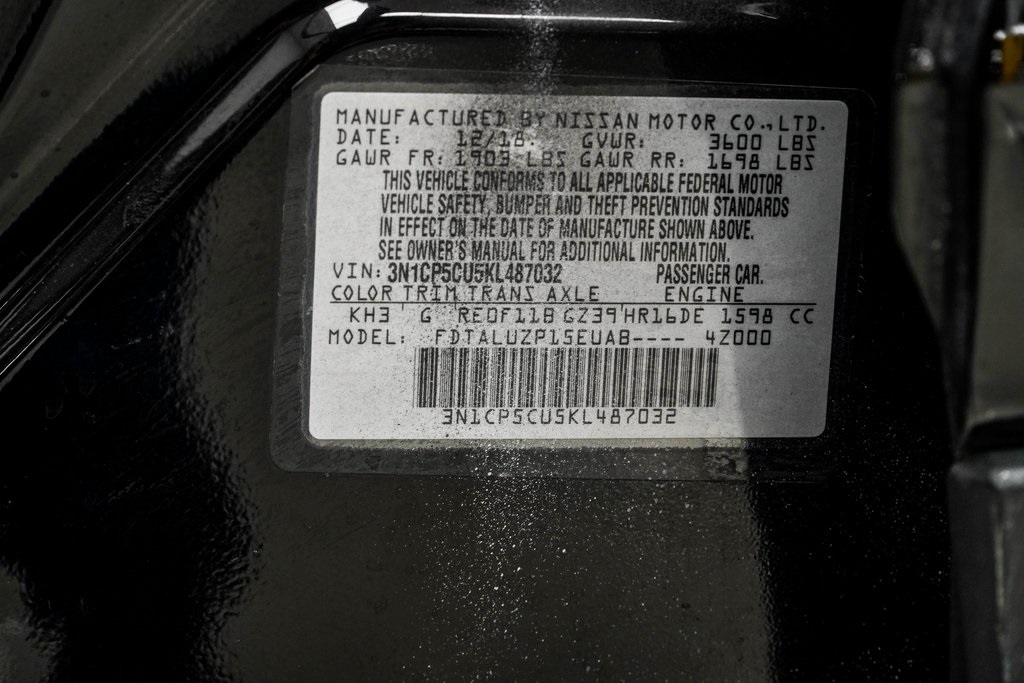 MANUFACTURED BY NISSAN MOTOR CO., LTD.
DATE: 12/18. GVWR: 3600 LBS
GAWR FR: 1903 LBS GAWR RR: 1698 LBS
THIS VEHICLE CONFORMS TO ALL APPLICABLE FEDERAL MOTOR
VEHICLE SAFETY, BUMPER AND THEFT PREVENTION STANDARDS
IN EFFECT ON THE DATE OF MANUFACTURE SHOWN ABOVE.
SEE OWNER'S MANUAL FOR ADDITIONAL INFORMATION.
VIN: 3N1CP5CU5KL487032 PASSENGER CAR.
COLOR TRIM TRANS AXLE ENGINE
KH3 G RE0F11B GZ39 HR16DE 1598 CC
MODEL: FDTALUZP15EUAB---- 4Z000
3N1CP5CU5KL487032